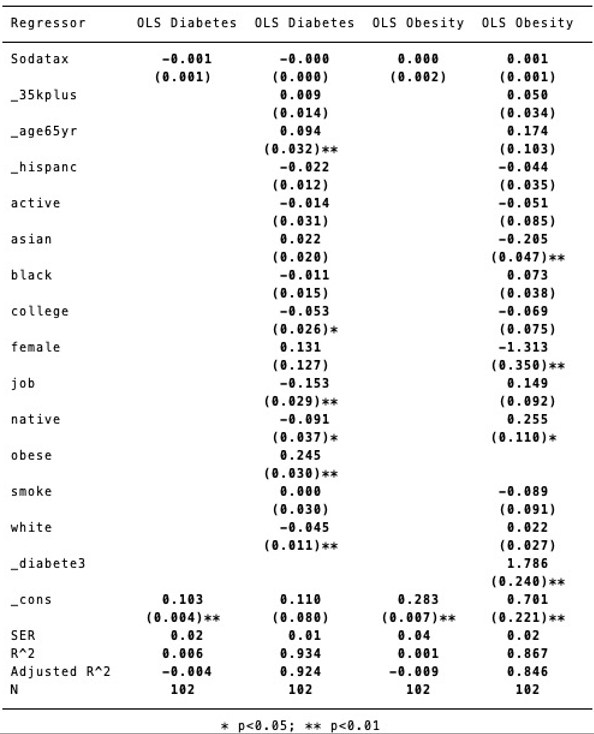 Regressor OLS Diabetes OLS Diabetes OLS Obesity OLS Obesity
Sodatax -0.001 -0.000 0.000 0.001
(0.001) (0.000) (0.002) (0.001)
_35kplus 0.009 0.050
(0.014) (0.034)
_age65yr 0.094 0.174
(0.032)** (0.103)
_hispanc -0.022 -0.044
(0.012) (0.035)
active -0.014 -0.051
(0.031) (0.085)
asian 0.022 -0.205
(0.020) (0.047)**
black -0.011 0.073
(0.015) (0.038)
college -0.053 -0.069
(0.026)* (0.075)
female 0.131 -1.313
(0.127) (0.350)**
job -0.153 0.149
(0.029)** (0.092)
native -0.091 0.255
(0.037)* (0.110)*
obese 0.245
(0.030)**
smoke 0.000 -0.089
(0.030) (0.091)
white -0.045 0.022
(0.011)** (0.027)
_diabete3 1.786
(0.240)**
_cons 0.103 0.110 0.283 0.701
(0.004)** (0.080) (0.007)** (0.221)**
SER 0.02 0.01 0.04 0.02
R^2 0.006 0.934 0.001 0.867
Adjusted R^2 -0.004 0.924 -0.009 0.846
N 102 102 102 102
* p<0.05; ** p<0.01